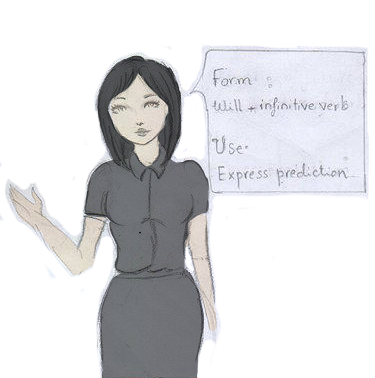 Form :
Will + infinitive verb
Use.
Express prediction